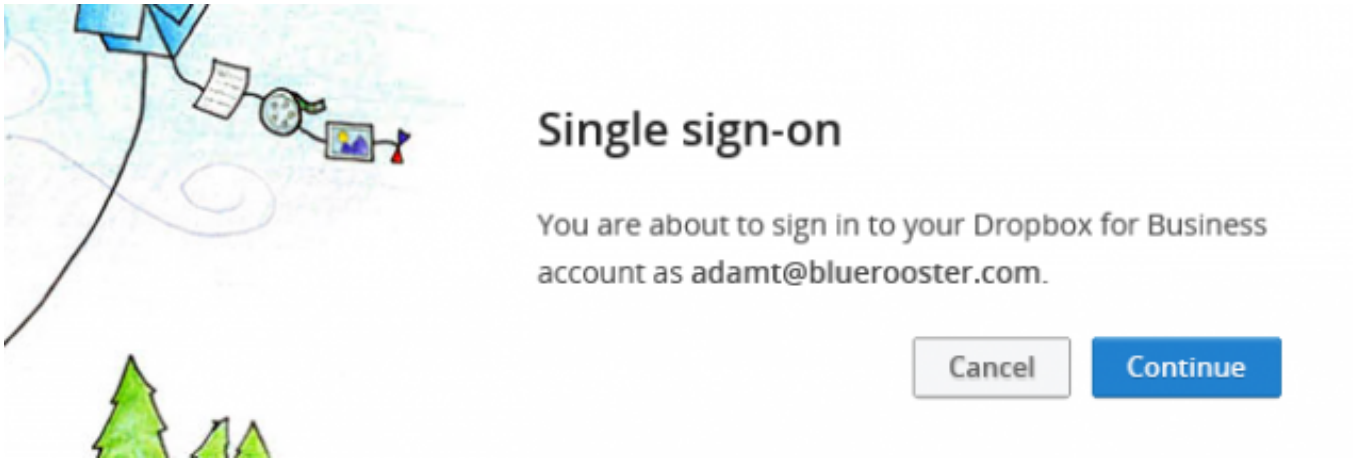 Single sign-on
You are about to sign in to your Dropbox for Business
account as adamt@bluerooster.com.
Cancel Continue